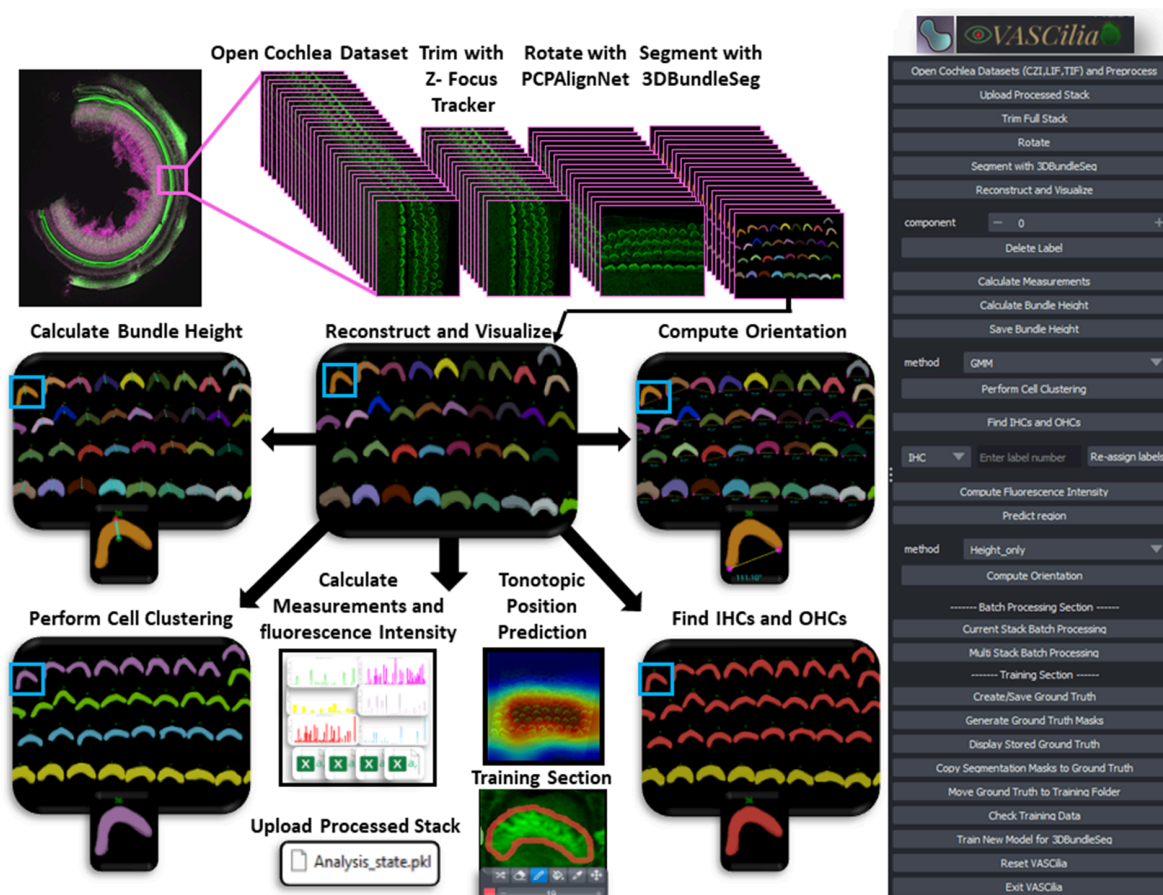 Open Cochlea Dataset
Trim with
Z- Focus
Tracker
Rotate with
PCPAlignNet
Segment with
3DBundleSeg
Calculate Bundle Height
Reconstruct and Visualize
Compute Orientation
36
36
111.10°
Perform Cell Clustering
Calculate
Measurements and
fluorescence Intensity
Tonotopic
Position
Prediction
Find IHCs and OHCs
36
X a, X a, X a, X a,
Training Section
Upload Processed Stack
Analysis_state.pkl
19
36
VASCilia
Open Cochlea Datasets (CZI,LIF,TIF) and Preprocess
Upload Processed Stack
Trim Full Stack
Rotate
Segment with 3DBundleSeg
Reconstruct and Visualize
component − 0 +
Delete Label
Calculate Measurements
Calculate Bundle Height
Save Bundle Height
method GMM
Perform Cell Clustering
Find IHCs and OHCs
IHC Enter label number Re-assign labels
Compute Fluorescence Intensity
Predict region
method Height_only
Compute Orientation
------- Batch Processing Section ------
Current Stack Batch Processing
Multi Stack Batch Processing
------- Training Section ------
Create/Save Ground Truth
Generate Ground Truth Masks
Display Stored Ground Truth
Copy Segmentation Masks to Ground Truth
Move Ground Truth to Training Folder
Check Training Data
Train New Model for 3DBundleSeg
Reset VASCilia
Exit VASCilia